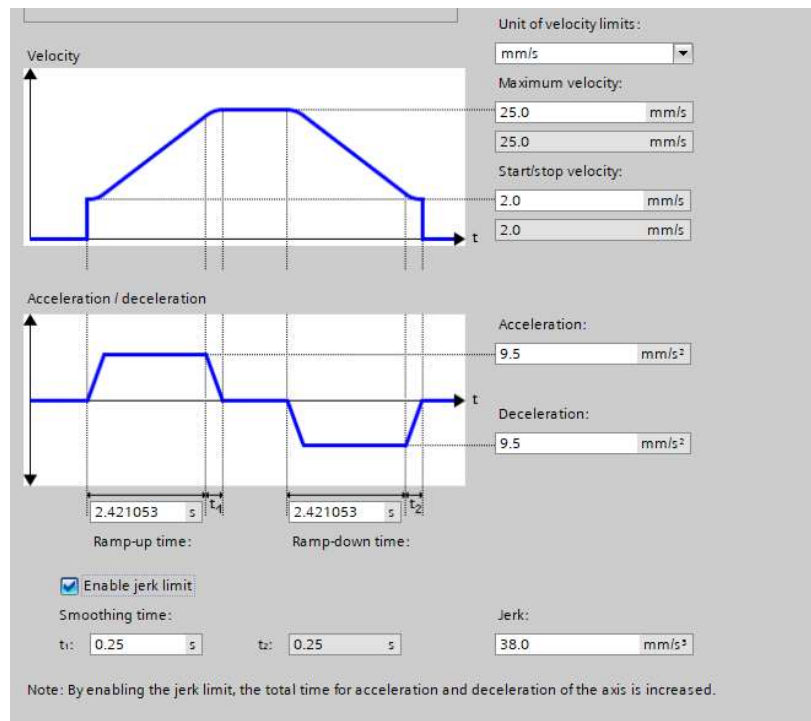 Unit of velocity limits:
mm/s
Velocity
Maximum velocity:
25.0 mm/s
25.0 mm/s
Start/stop velocity:
2.0 mm/s
2.0 mm/s
t
Acceleration / deceleration
Acceleration:
9.5 mm/s²
t
Deceleration:
9.5 mm/s²
2.421053 s t₁ 2.421053 s t₂
Ramp-up time: Ramp-down time:
Enable jerk limit
Smoothing time: Jerk:
t₁: 0.25 s t₂: 0.25 s 38.0 mm/s³
Note: By enabling the jerk limit, the total time for acceleration and deceleration of the axis is increased.